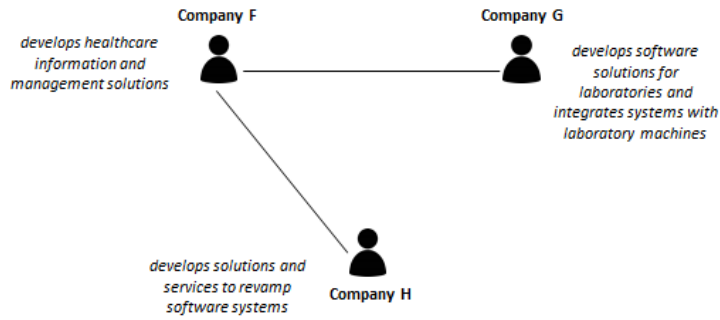 Company F
Company G
develops healthcare
information and
management solutions
develops software
solutions for
laboratories and
integrates systems with
laboratory machines
develops solutions and
services to revamp
software systems
Company H